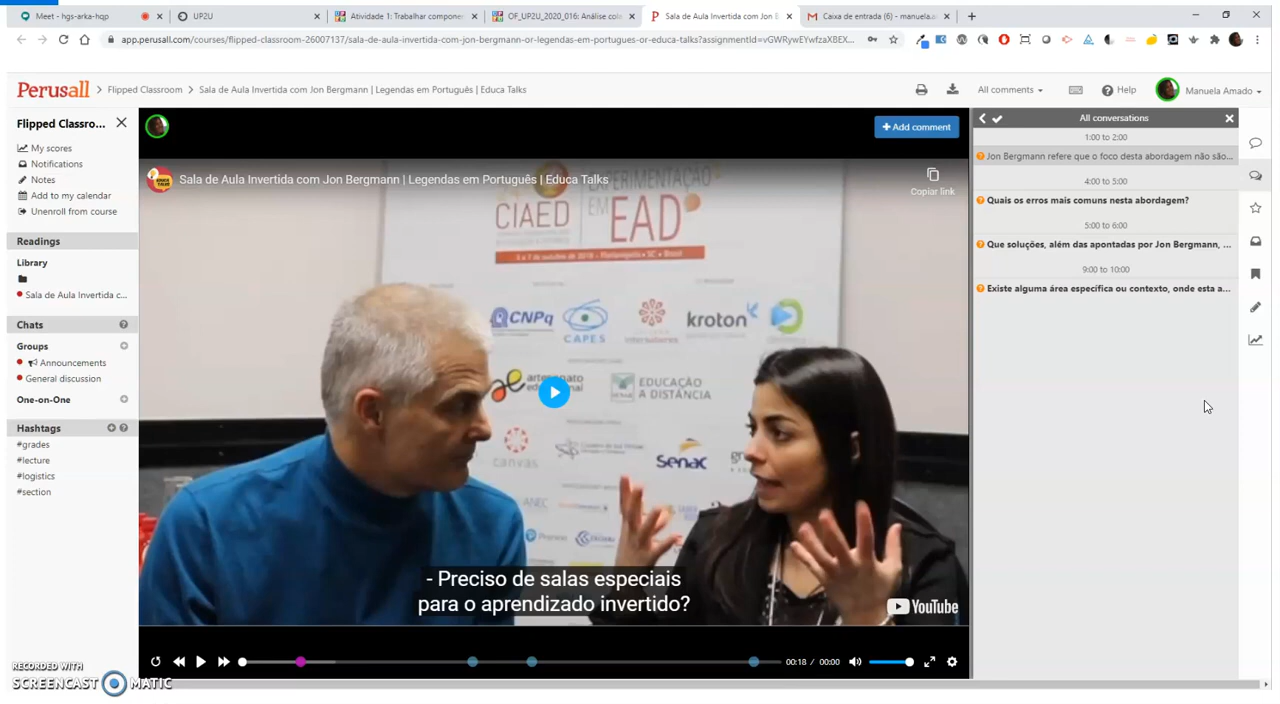 Meet - hgs-arka-hqp
UP2U
Atividade 1: Trabalhar componen
OF_UP2U_2020_016: Análise cola
Sala de Aula Invertida com Jon B
Caixa de entrada (6) - manuela.a
app.perusall.com/courses/flipped-classroom-26007137/sala-de-aula-invertida-com-jon-bergmann-or-legendas-em-portugues-or-educa-talks?assignmentId=vGWRywEYwfzaXBEX...
Perusall
Flipped Classroom
Sala de Aula Invertida com Jon Bergmann | Legendas em Português | Educa Talks
All comments
Help
Manuela Amado
Flipped Classro...
My scores
Notifications
Notes
Add to my calendar
Unenroll from course
Readings
Library
Sala de Aula Invertida c...
Chats
Groups
Announcements
General discussion
One-on-One
Hashtags
#grades
#lecture
#logistics
#section
+ Add comment
Sala de Aula Invertida com Jon Bergmann | Legendas em Português | Educa Talks
Copiar link
CIAED
EXPERIMENTAÇÃO
EM
EAD
CNPq
CAPES
kroton
EDUCAÇÃO
A DISTÂNCIA
canvas
Senac
- Preciso de salas especiais
para o aprendizado invertido?
YouTube
00:18 / 00:00
All conversations
1:00 to 2:00
Jon Bergmann refere que o foco desta abordagem não são...
4:00 to 5:00
Quais os erros mais comuns nesta abordagem?
5:00 to 6:00
Que soluções, além das apontadas por Jon Bergmann, ...
9:00 to 10:00
Existe alguma área específica ou contexto, onde esta a...
RECORDED WITH
SCREENCAST MATIC